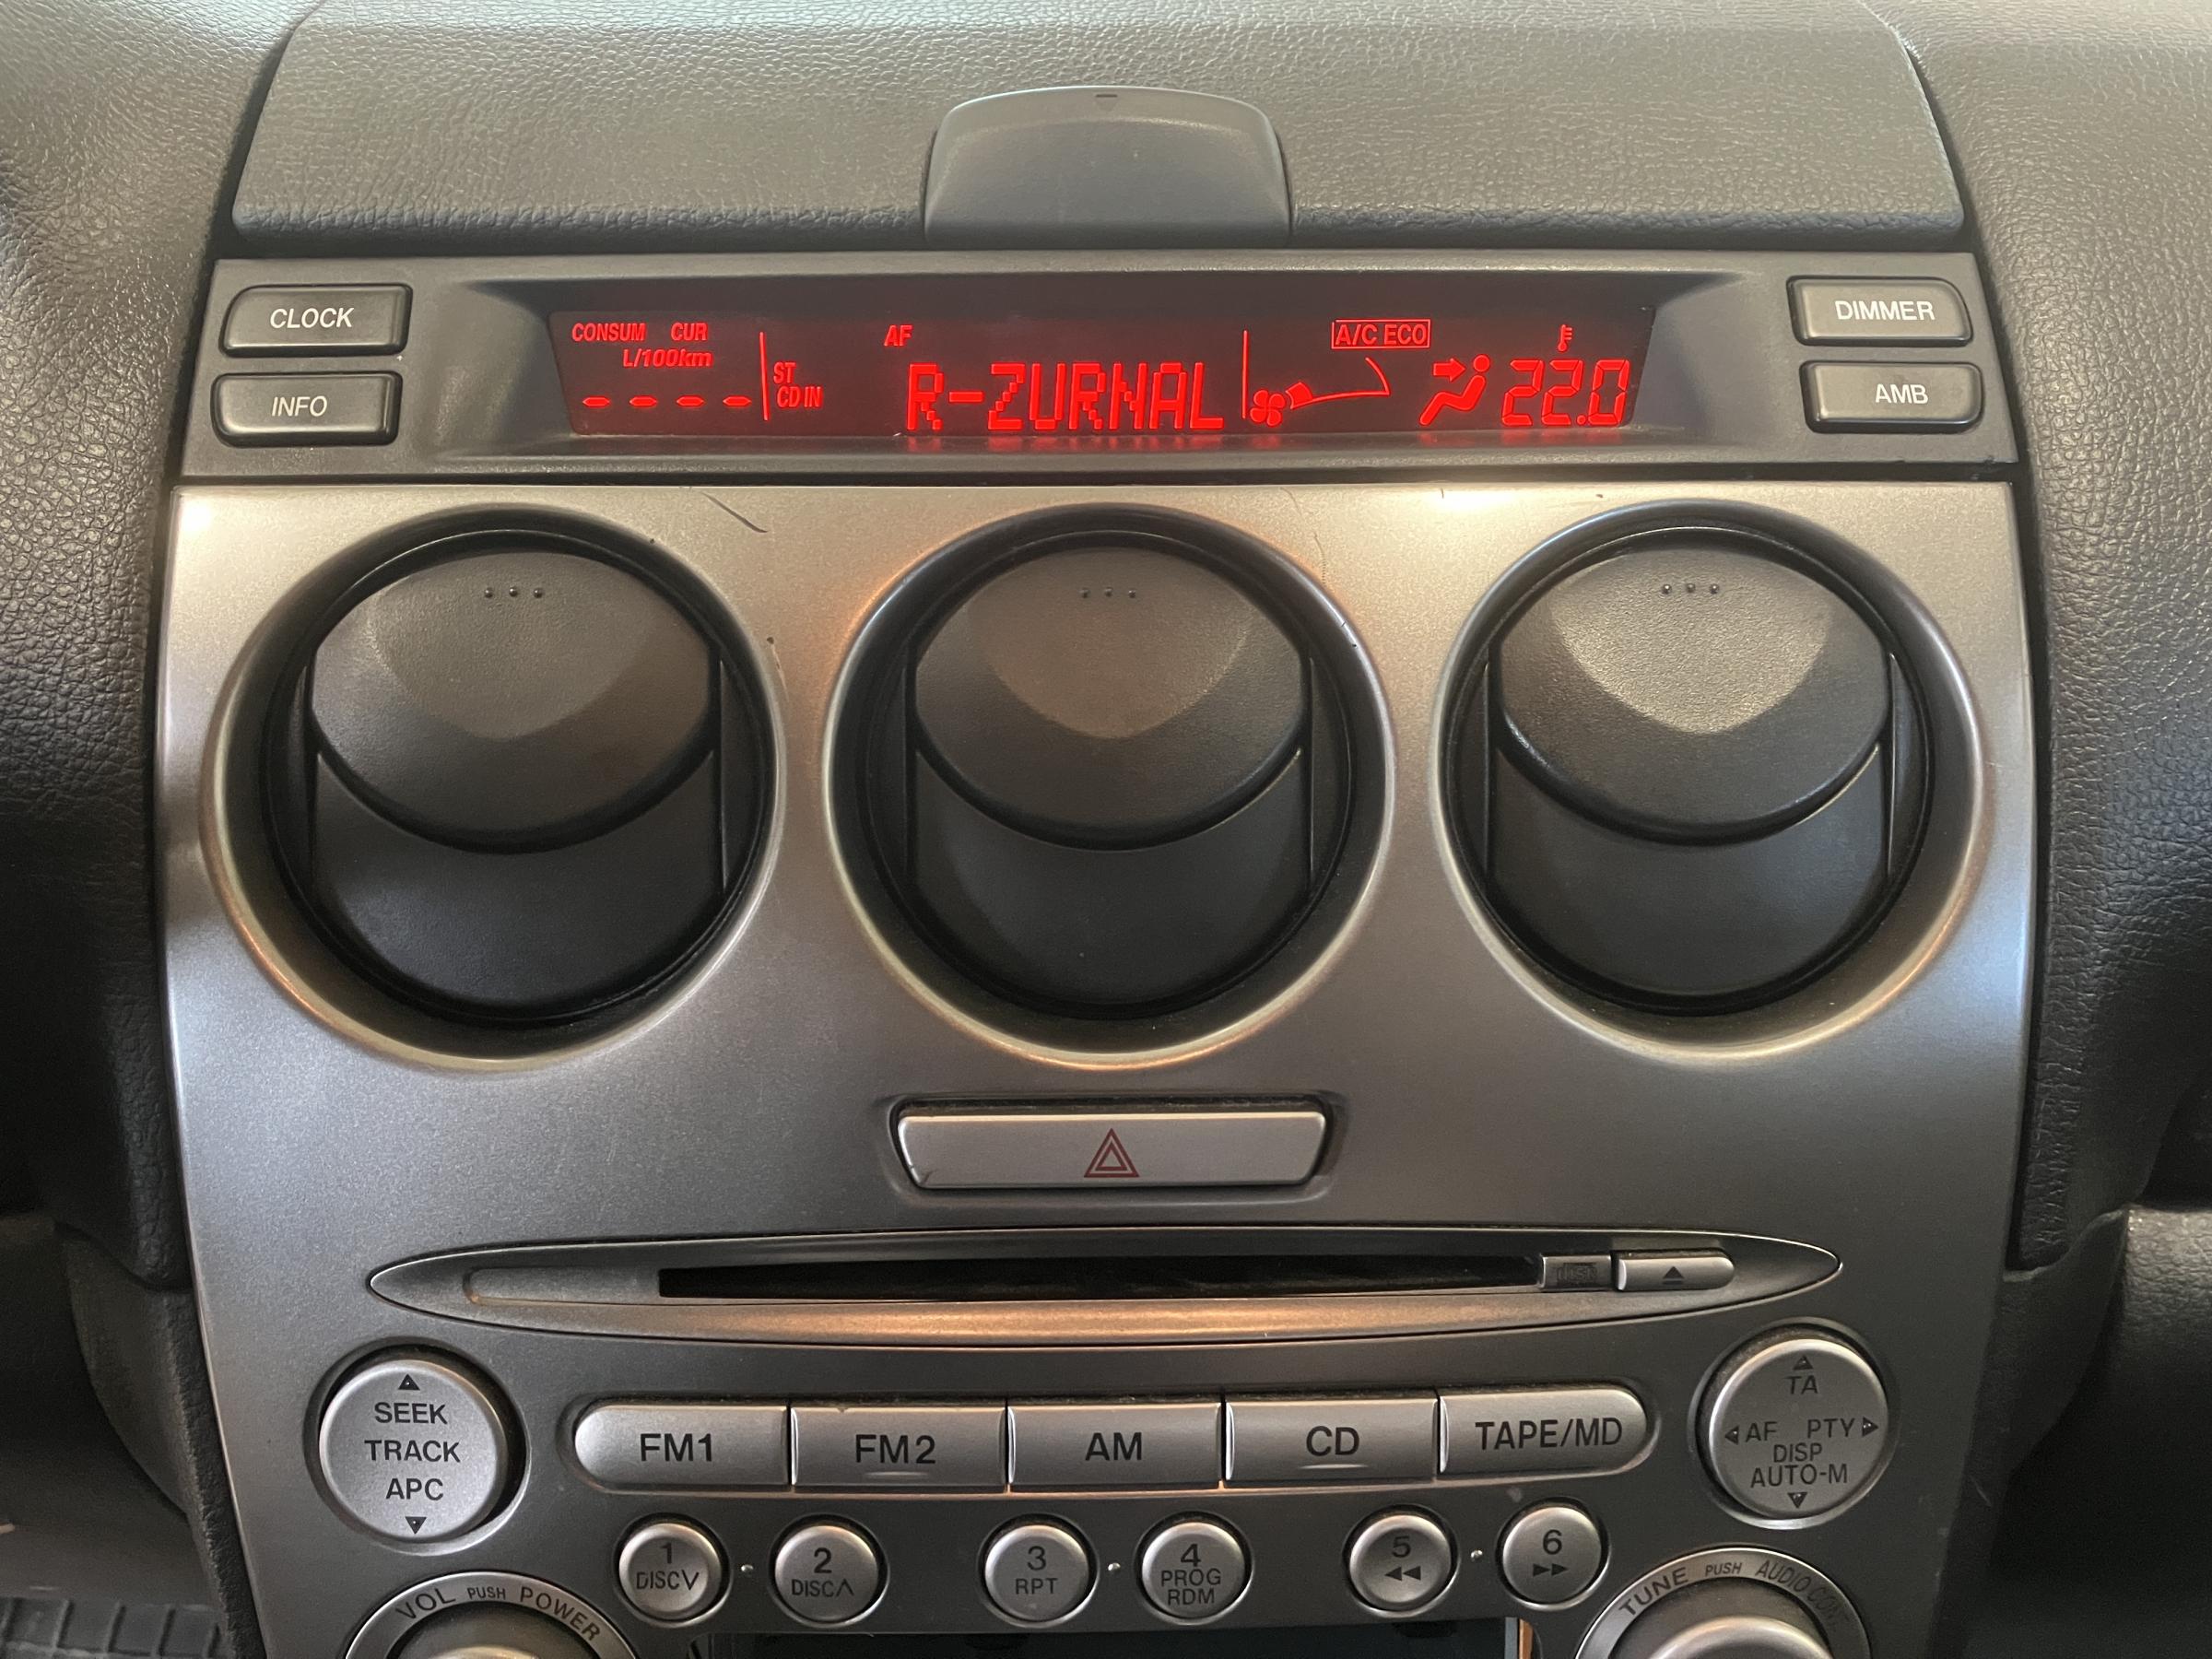 CLOCK
INFO
CONSUM CUR
L/100km
- - - -
ST
CD IN
AF
R-ZURNAL
A/C ECO
22.0
DIMMER
AMB
SEEK
TRACK
APC
FM1
FM2
AM
CD
TAPE/MD
TA
AF PTY
DISP
AUTO-M
1
DISC
2
DISC
3
RPT
4
PROG
RDM
5
6
VOL PUSH POWER
TUNE PUSH AUDIO CONT